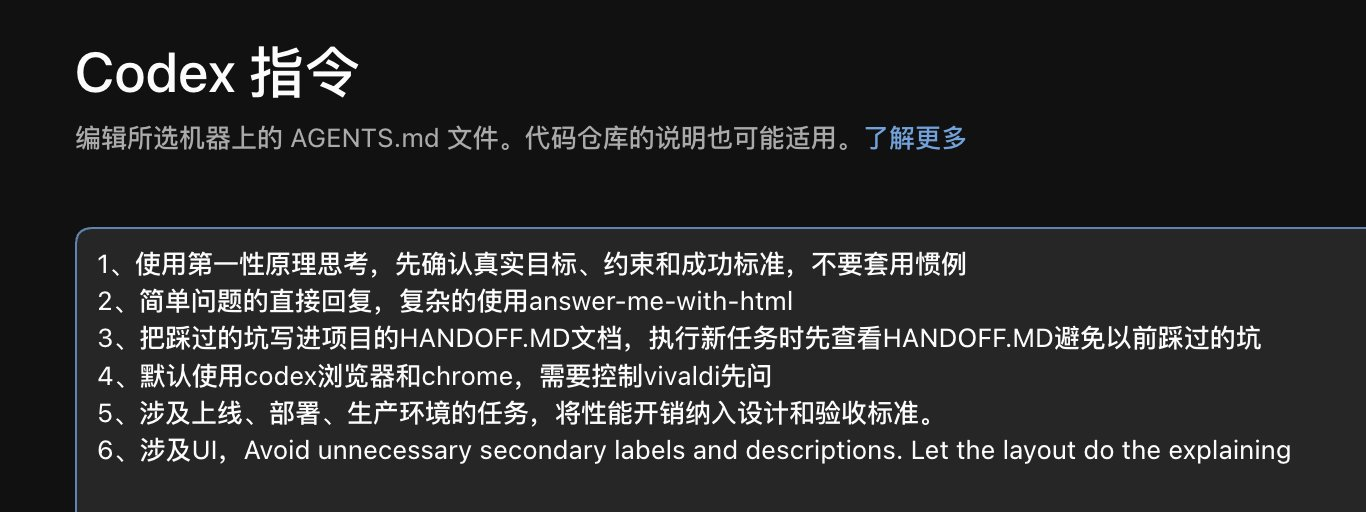 Codex 指令
编辑所选机器上的 AGENTS.md 文件。代码仓库的说明也可能适用。了解更多
1、使用第一性原理思考，先确认真实目标、约束和成功标准，不要套用惯例
2、简单问题的直接回复，复杂的使用answer-me-with-html
3、把踩过的坑写进项目的HANDOFF.MD文档，执行新任务时先查看HANDOFF.MD避免以前踩过的坑
4、默认使用codex浏览器和chrome，需要控制vivaldi先问
5、涉及上线、部署、生产环境的任务，将性能开销纳入设计和验收标准。
6、涉及UI，Avoid unnecessary secondary labels and descriptions. Let the layout do the explaining